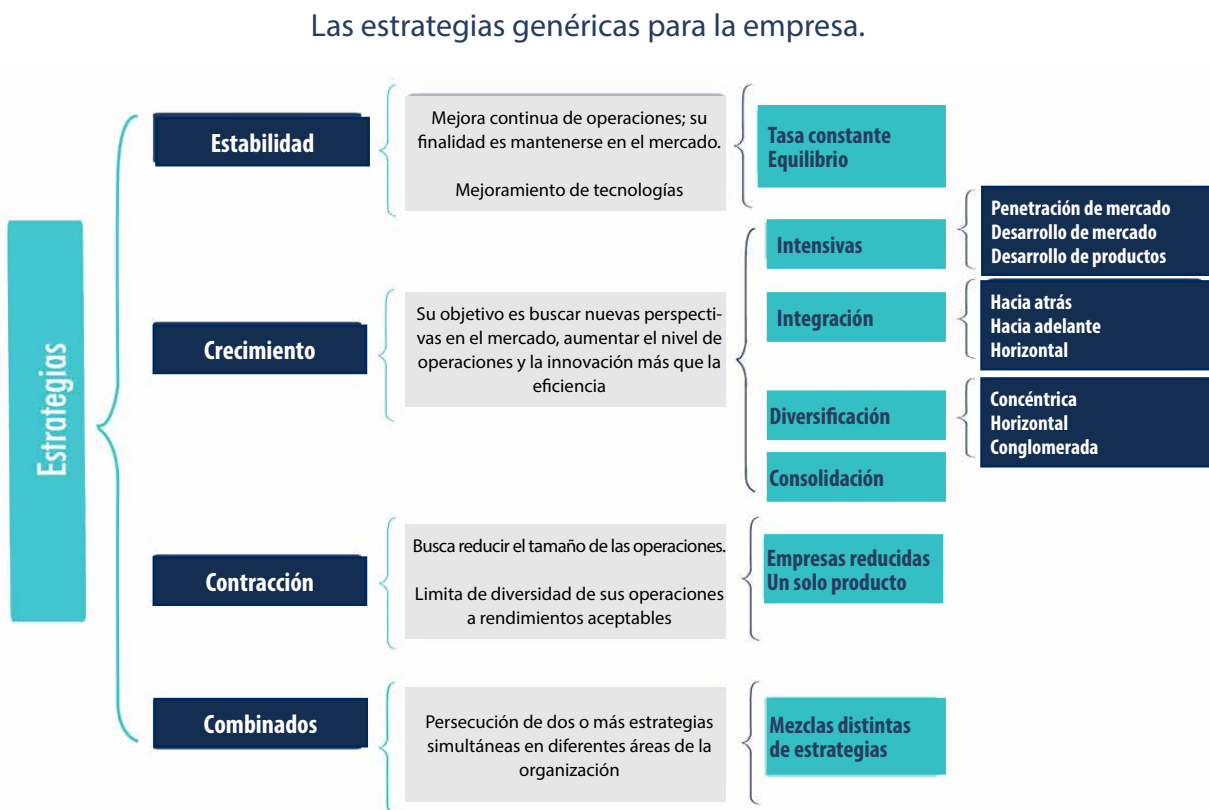 Las estrategias genéricas para la empresa.
Estrategias
Estabilidad
Mejora continua de operaciones; su
finalidad es mantenerse en el mercado.
Mejoramiento de tecnologías
Tasa constante
Equilibrio
Crecimiento
Su objetivo es buscar nuevas perspecti-
vas en el mercado, aumentar el nivel de
operaciones y la innovación más que la
eficiencia
Intensivas
Penetración de mercado
Desarrollo de mercado
Desarrollo de productos
Integración
Hacia atrás
Hacia adelante
Horizontal
Diversificación
Concéntrica
Horizontal
Conglomerada
Consolidación
Contracción
Busca reducir el tamaño de las operaciones.
Limita de diversidad de sus operaciones
a rendimientos aceptables
Empresas reducidas
Un solo producto
Combinados
Persecución de dos o más estrategias
simultáneas en diferentes áreas de la
organización
Mezclas distintas
de estrategias